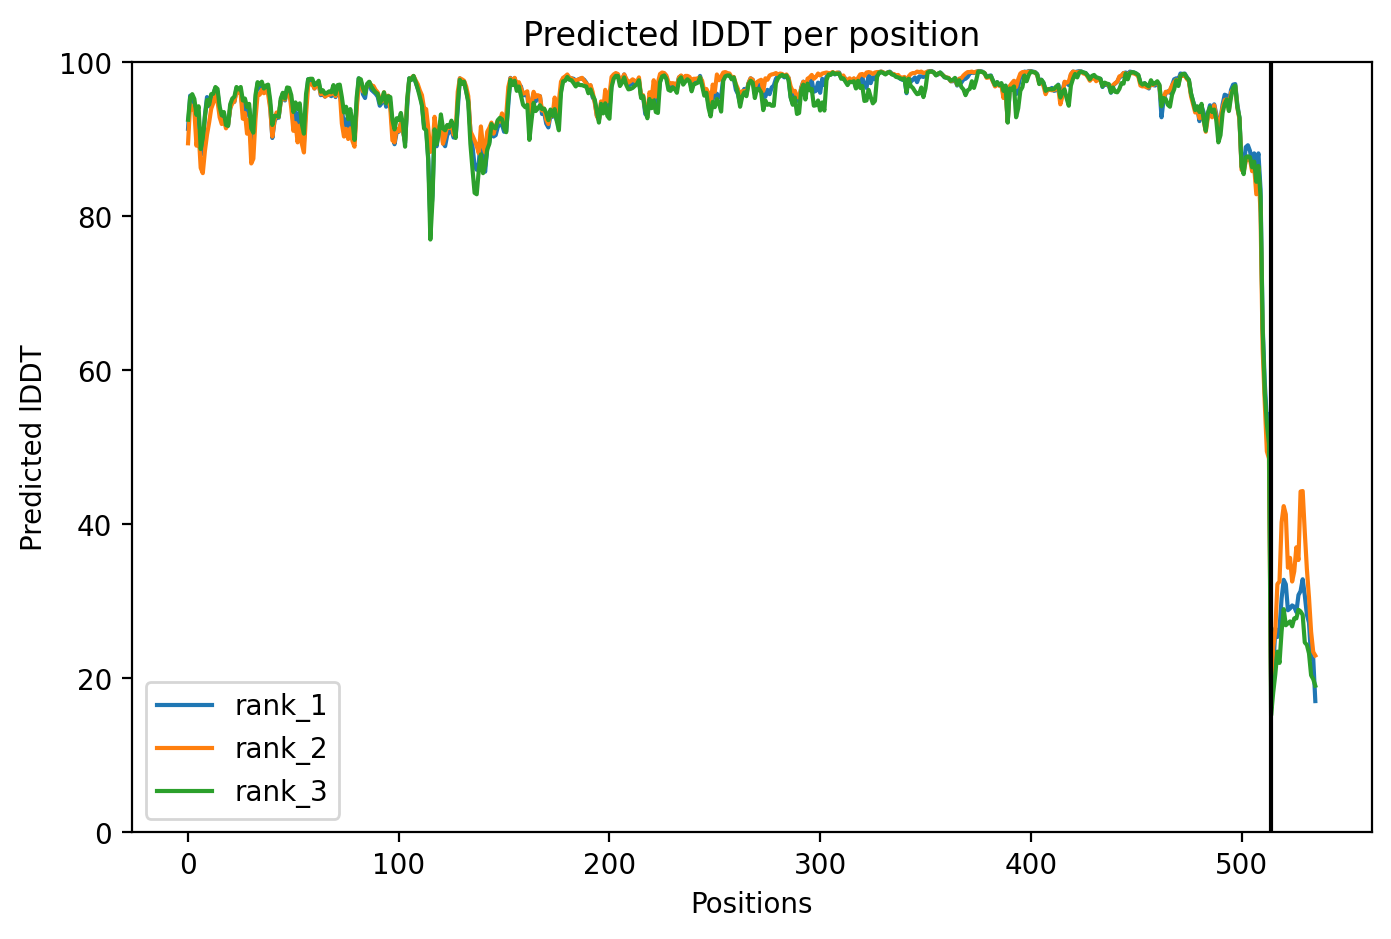 Predicted lDDT per position
Predicted lDDT
100
80
60
40
20
0
rank_1
rank_2
rank_3
0 100 200 300 400 500
Positions